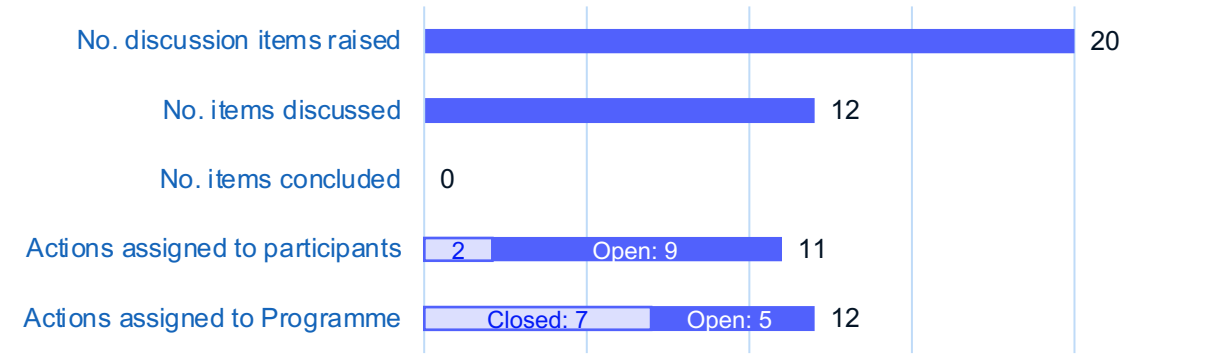 No. discussion items raised 20
No. items discussed 12
No. items concluded 0
Actions assigned to participants 2 Open: 9 11
Actions assigned to Programme Closed: 7 Open: 5 12